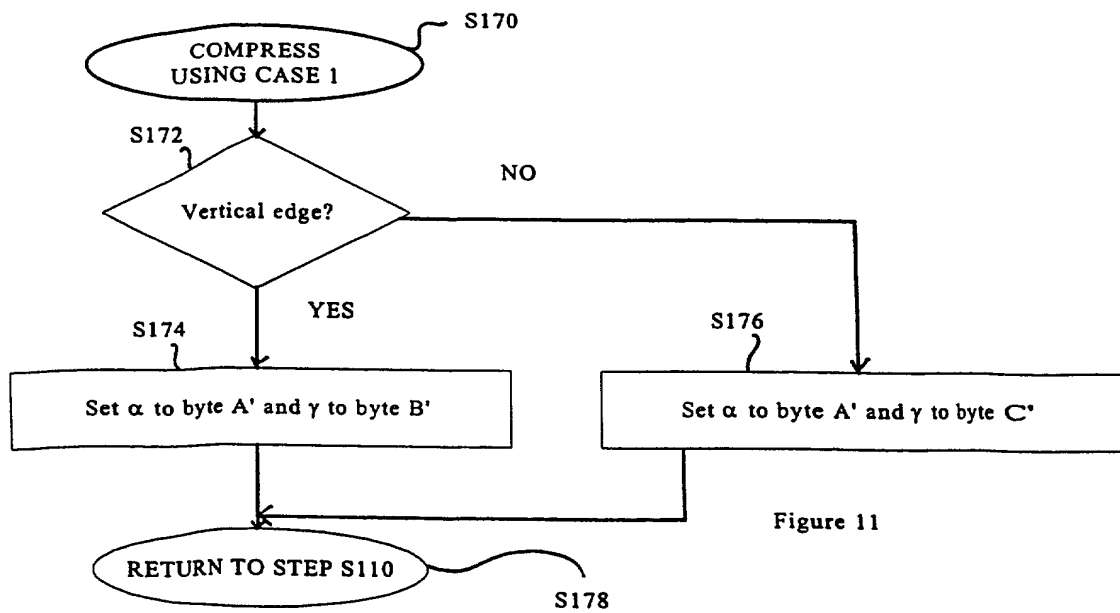 S170
COMPRESS
USING CASE 1
S172
Vertical edge?
NO
YES
S174
S176
Set α to byte A' and γ to byte B'
Set α to byte A' and γ to byte C'
Figure 11
RETURN TO STEP S110
S178